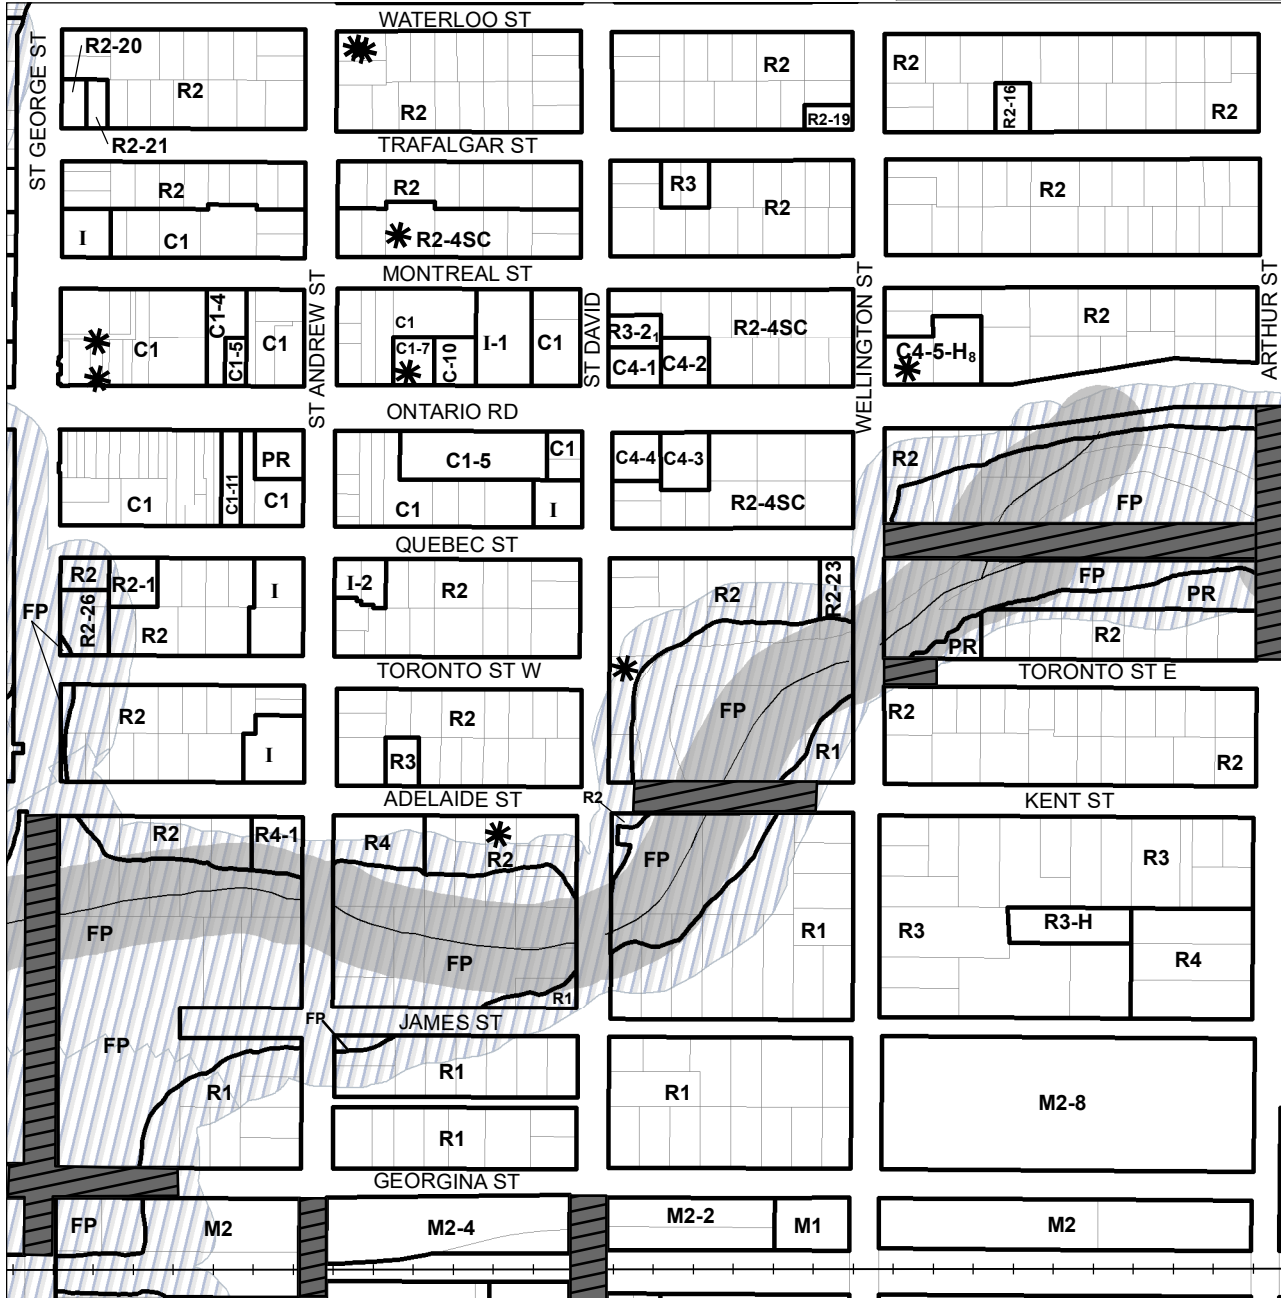 WATERLOO ST
R2-20
R2
R2-21
R2
R2
R2-19
R2
R2-16
R2
ST GEORGE ST
TRAFALGAR ST
R2
I
C1
R2
R2-4SC
R3
R2
R2
MONTREAL ST
ST ANDREW ST
ST DAVID
WELLINGTON ST
ARTHUR ST
C1
C1-4
C1-5
C1
C1
C1-7
C-10
I-1
C1
R3-2₁
C4-1
C4-2
R2-4SC
R2
C4-5-H₈
ONTARIO RD
C1
C1-11
PR
C1
C1-5
C1
C1
I
C4-4
C4-3
R2-4SC
R2
FP
QUEBEC ST
FP
R2
R2-1
R2-26
R2
I
I-2
R2
R2
R2-23
FP
PR
PR
R2
TORONTO ST W
TORONTO ST E
R2
I
R2
R3
FP
R1
R2
R2
ADELAIDE ST
R2
KENT ST
R2
R4-1
R4
R2
FP
R3
FP
FP
R1
R1
R3
R3-H
R4
FP
JAMES ST
FP
R1
R1
R1
R1
M2-8
GEORGINA ST
FP
M2
M2-4
M2-2
M1
M2